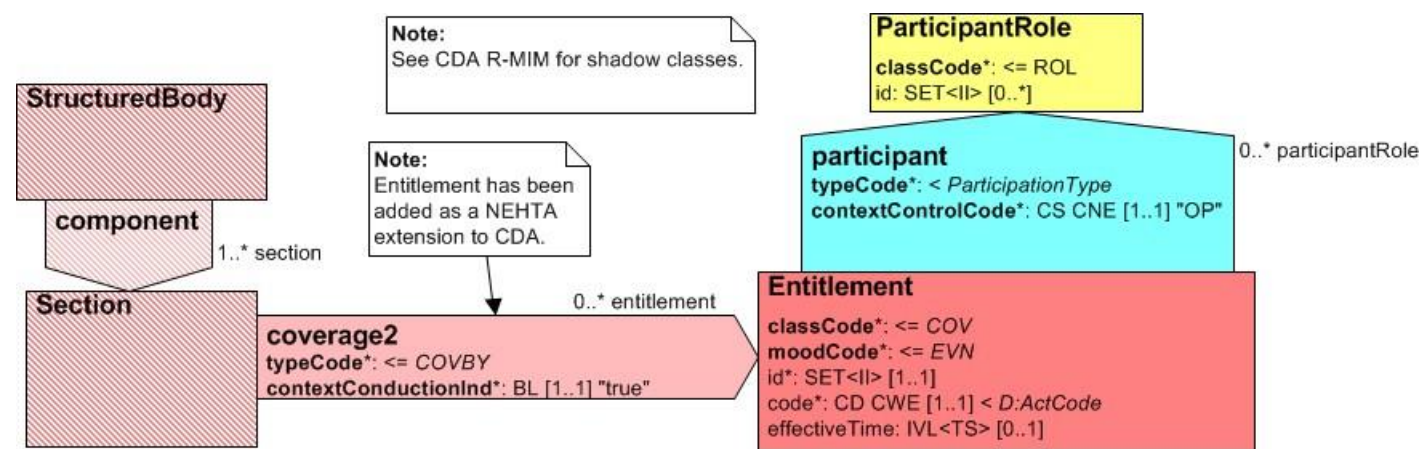 StructuredBody
component
1..* section
Section
Note:
See CDA R-MIM for shadow classes.
Note:
Entitlement has been
added as a NEHTA
extension to CDA.
coverage2
typeCode*: <= COVBY
contextConductionInd*: BL [1..1] "true"
0..* entitlement
ParticipantRole
classCode*: <= ROL
id: SET<II> [0..*]
participant
typeCode*: < ParticipationType
contextControlCode*: CS CNE [1..1] "OP"
0..* participantRole
Entitlement
classCode*: <= COV
moodCode*: <= EVN
id*: SET<II> [1..1]
code*: CD CWE [1..1] < D:ActCode
effectiveTime: IVL<TS> [0..1]